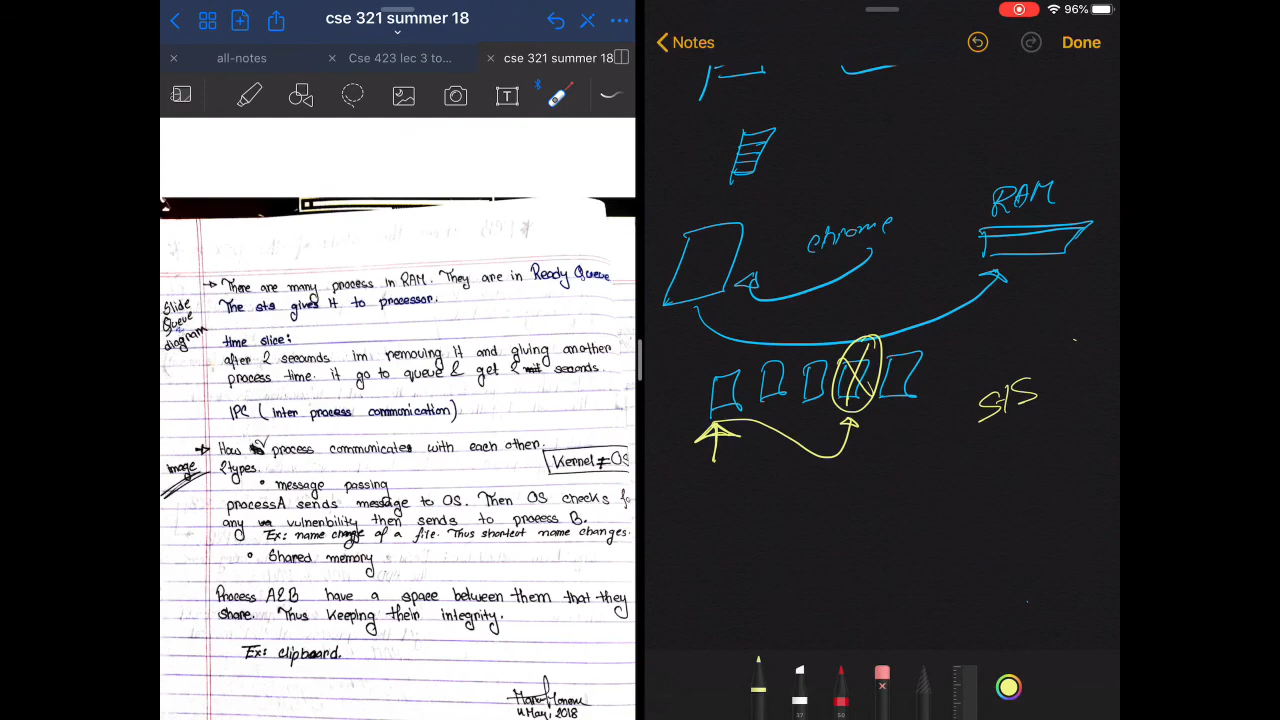 cse 321 summer 18
all-notes
Cse 423 lec 3 to...
cse 321 summer 18
There are many process in RAM. They are in Ready Queue
The sts gives it to processor.
Slide
Queue
diagram
time slice:
after 2 seconds im removing it and giving another
process time. it go to queue & get 2 seconds.
IPC (Inter process communication)
How process communicates with each other.
Image
2types.
Kernel ≠ OS
• message passing
processA sends message to OS. Then OS checks for
any vulnerbility then sends to process B.
Ex: name change of a file. Thus shortcut name changes.
• Shared memory
Process A&B have a space between them that they
share. Thus keeping their integrity.
Ex: clipboard.
May, 2018
96%
Notes
Done
RAM
chrome
StS
37
50